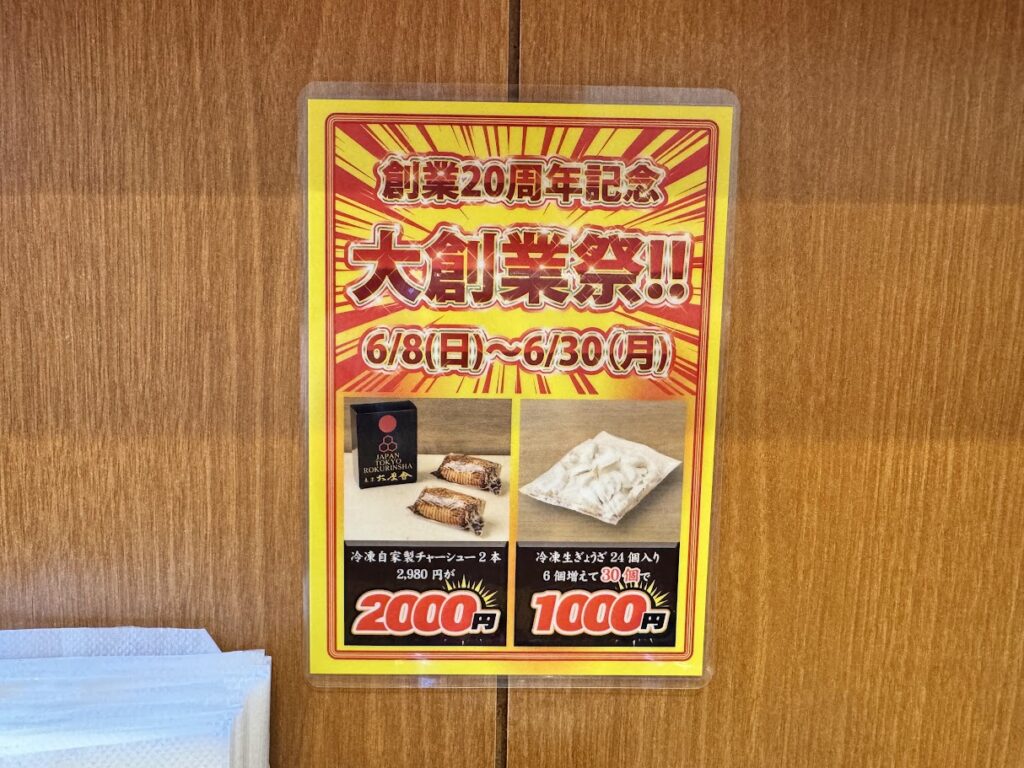 創業20周年記念
大創業祭!!
6/8(日)～6/30(月)
JAPAN
TOKYO
ROKURINSHA
東京 六厘舎
冷凍自家製チャーシュー2本
2,980円が
2000円
冷凍生ぎょうざ24個入り
6個増えて30個で
1000円